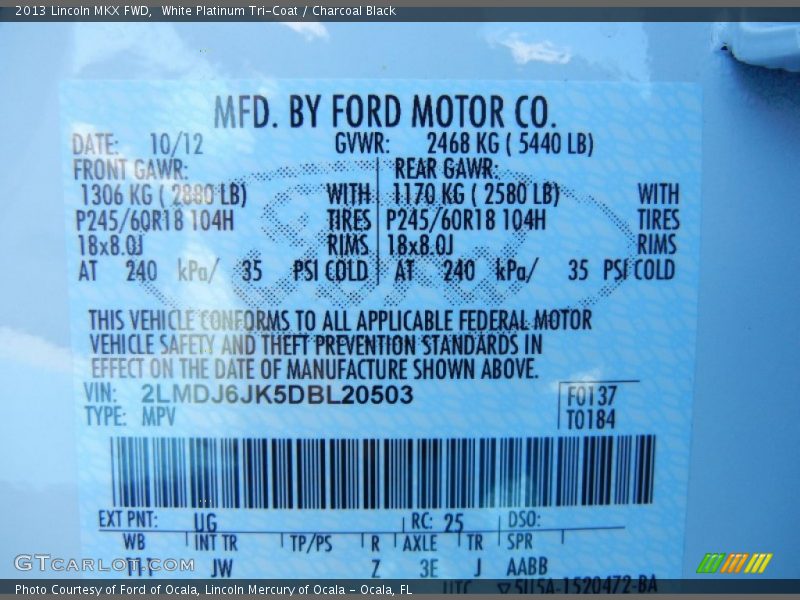 2013 Lincoln MKX FWD,  White Platinum Tri-Coat / Charcoal Black
MFD. BY FORD MOTOR CO.
DATE: 10/12 GVWR: 2468 KG ( 5440 LB)
FRONT GAWR: REAR GAWR:
1306 KG ( 2880 LB) WITH 1170 KG ( 2580 LB) WITH
P245/60R18 104H TIRES P245/60R18 104H TIRES
18x8.0J RIMS 18x8.0J RIMS
AT 240 kPa/ 35 PSI COLD AT 240 kPa/ 35 PSI COLD
THIS VEHICLE CONFORMS TO ALL APPLICABLE FEDERAL MOTOR
VEHICLE SAFETY AND THEFT PREVENTION STANDARDS IN
EFFECT ON THE DATE OF MANUFACTURE SHOWN ABOVE.
VIN: 2LMDJ6JK5DBL20503 F0137
TYPE: MPV T0184
EXT PNT: UG RC: 25 DSO:
WB INT TR TP/PS R AXLE TR SPR
JW Z 3E J AABB
UTC
GTCarLot.com
Photo Courtesy of Ford of Ocala, Lincoln Mercury of Ocala - Ocala, FL